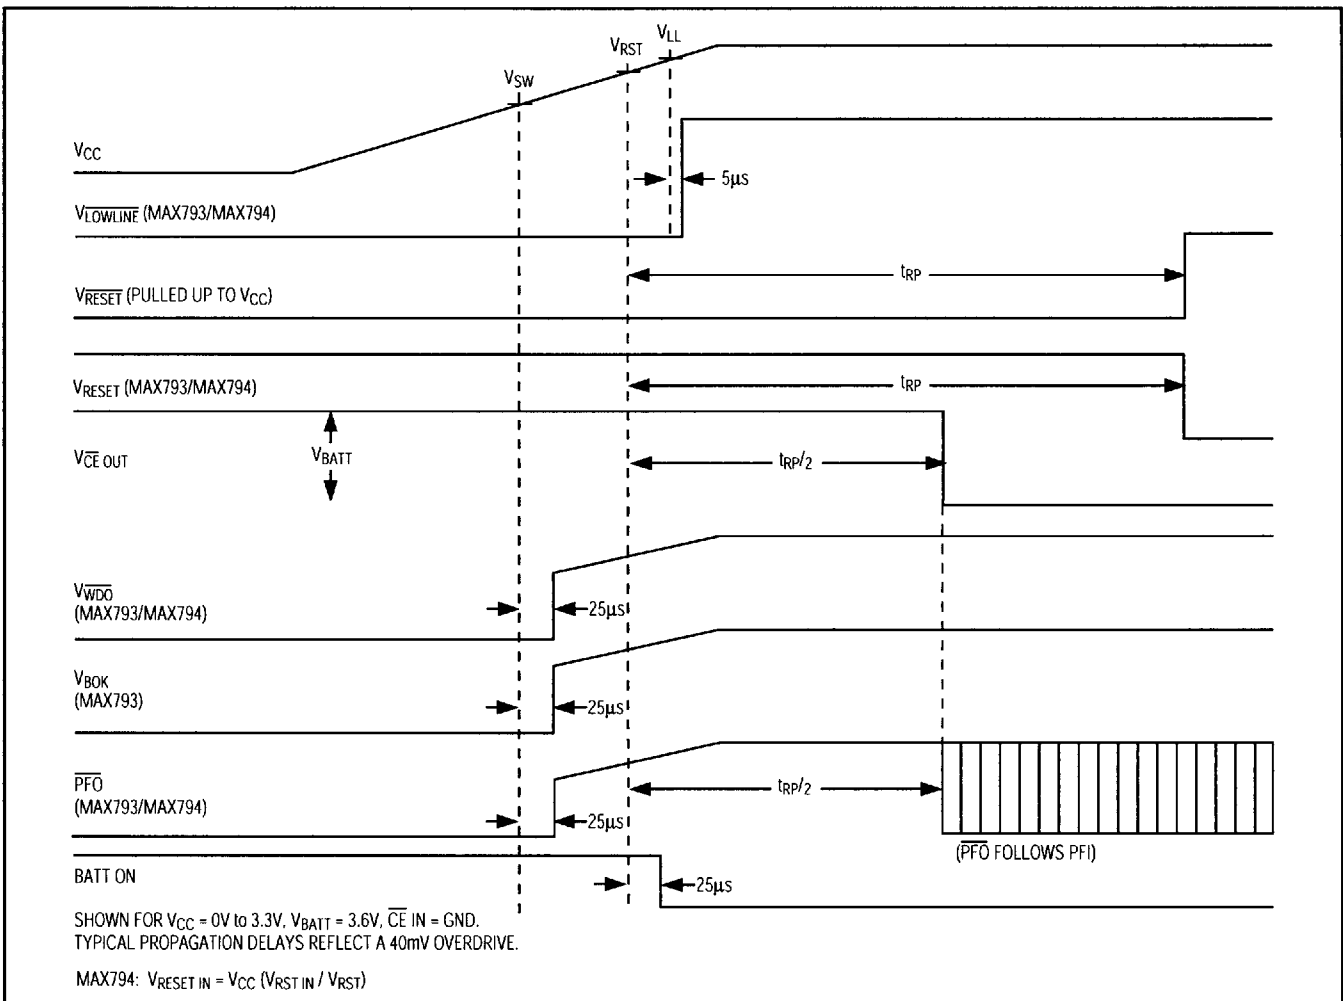 VLL
VRST
VSW
VCC
5μs
VLOWLINE (MAX793/MAX794)
tRP
VRESET (PULLED UP TO VCC)
VRESET (MAX793/MAX794)
tRP
VCE OUT
VBATT
tRP/2
VWDO
(MAX793/MAX794)
25μs
VBOK
(MAX793)
25μs
PFO
(MAX793/MAX794)
tRP/2
25μs
(PFO FOLLOWS PFI)
BATT ON
25μs
SHOWN FOR VCC = 0V to 3.3V, VBATT = 3.6V, CE IN = GND.
TYPICAL PROPAGATION DELAYS REFLECT A 40mV OVERDRIVE.
MAX794: VRESET IN = VCC (VRST IN / VRST)